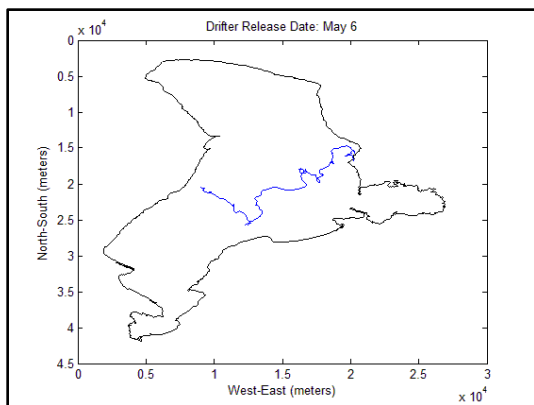 Drifter Release Date: May 6
x 10^4
0
0.5
1
1.5
2
2.5
3
3.5
4
4.5
North-South (meters)
0 0.5 1 1.5 2 2.5 3
West-East (meters)
x 10^4